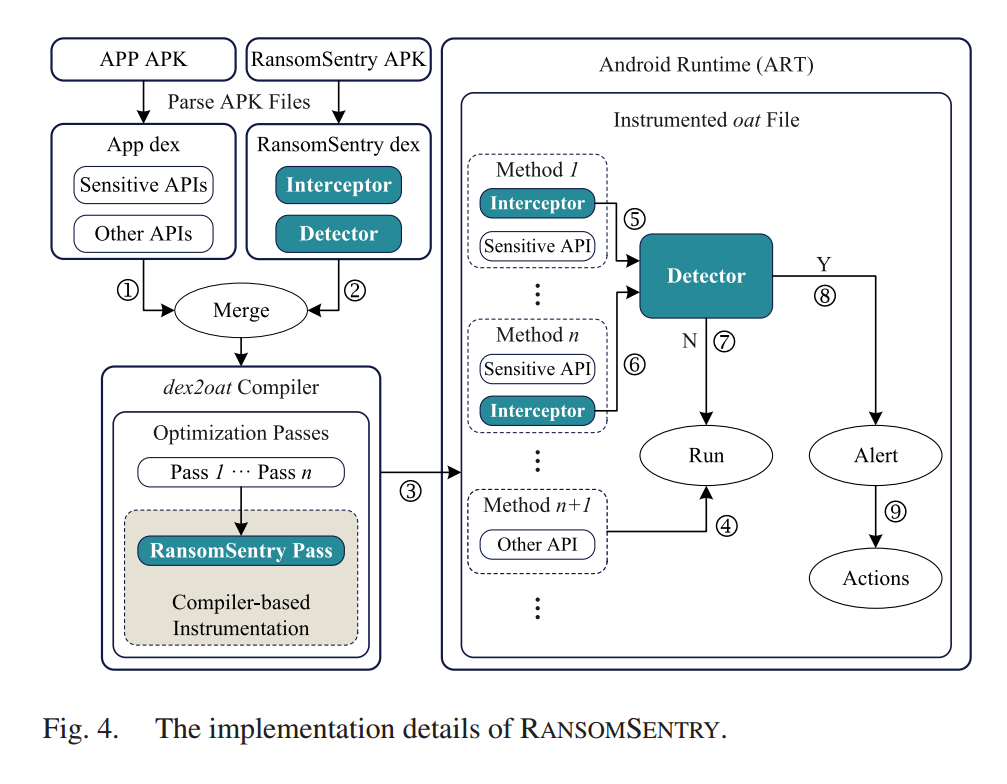 APP APK
RansomSentry APK
Parse APK Files
App dex
Sensitive APIs
Other APIs
RansomSentry dex
Interceptor
Detector
①
②
Merge
dex2oat Compiler
Optimization Passes
Pass 1 ··· Pass n
RansomSentry Pass
Compiler-based
Instrumentation
③
Android Runtime (ART)
Instrumented oat File
Method 1
Interceptor
Sensitive API
⋮
Method n
Sensitive API
Interceptor
⋮
Method n+1
Other API
⋮
⑤
⑥
Detector
Y
⑧
N
⑦
Run
④
Alert
⑨
Actions
Fig. 4. The implementation details of RANSOMSENTRY.